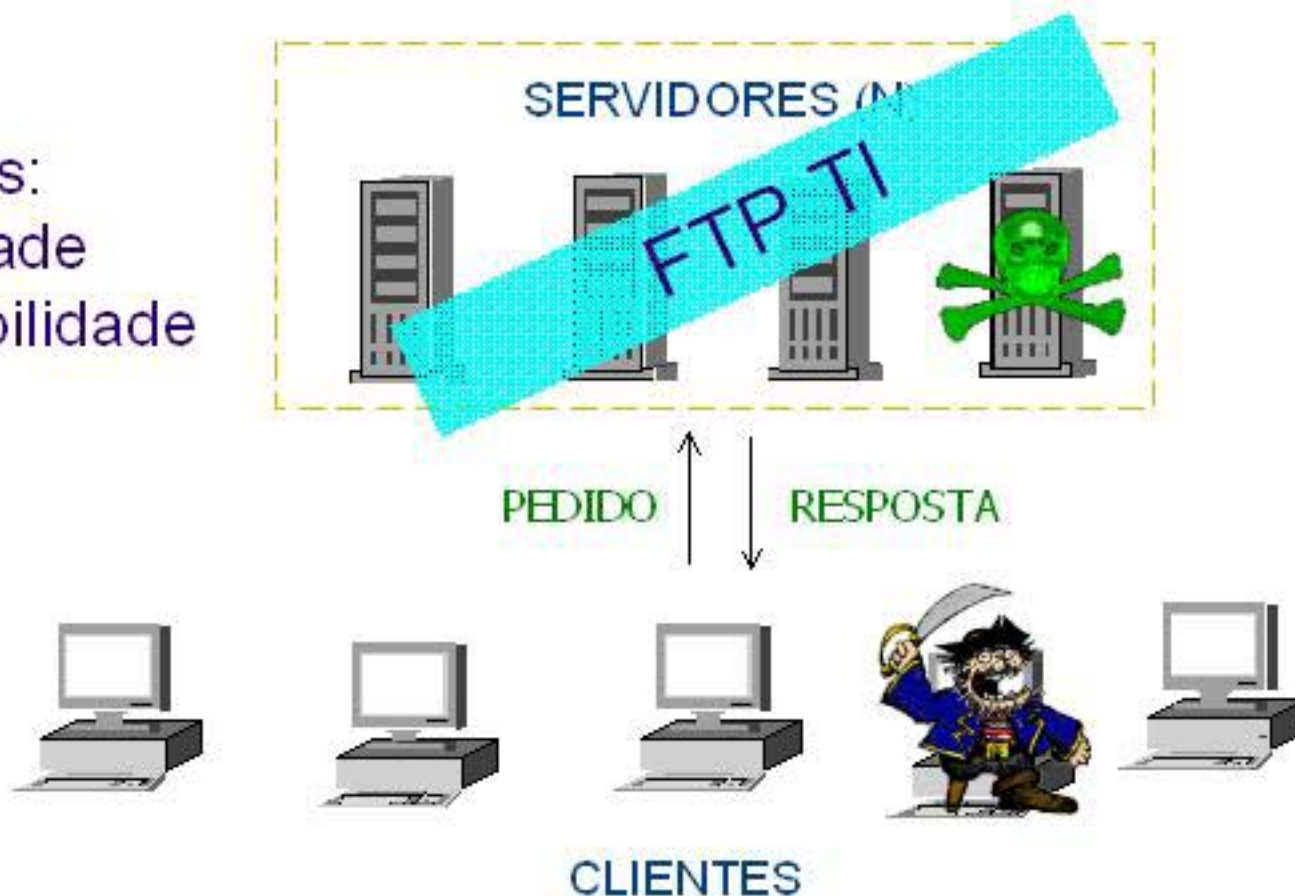 s:
ade
bilidade
SERVIDORES (N)
FTP TI
PEDIDO
RESPOSTA
CLIENTES